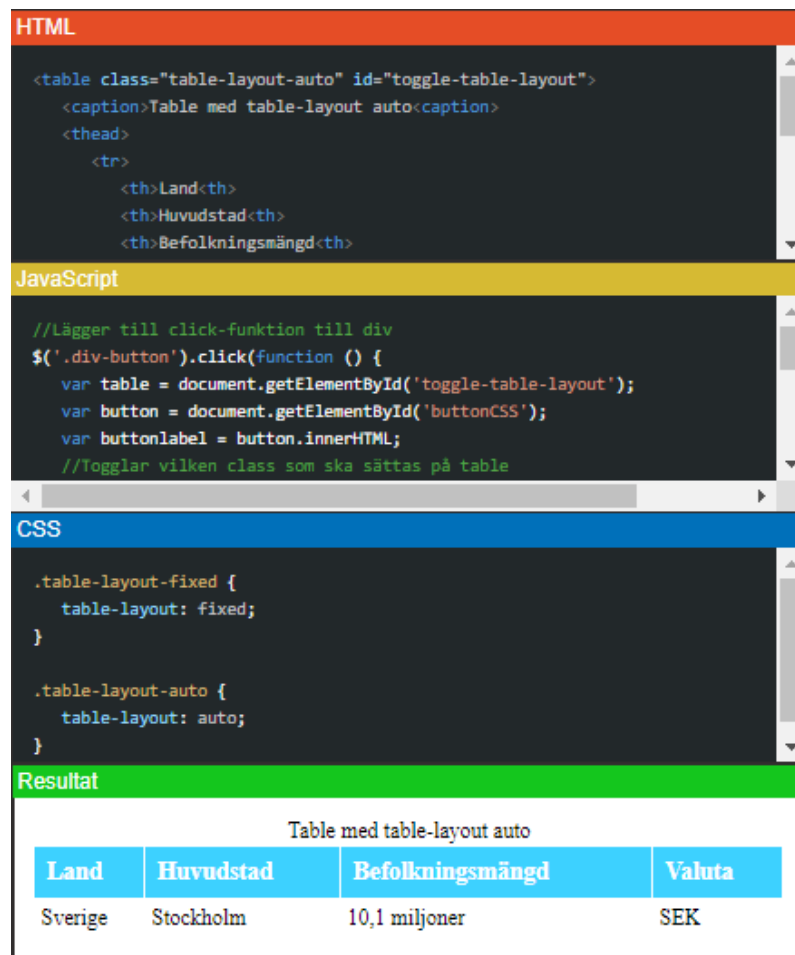 HTML
<table class="table-layout-auto" id="toggle-table-layout">
<caption>Table med table-layout auto<caption>
<thead>
<tr>
<th>Land<th>
<th>Huvudstad<th>
<th>Befolkningsmängd<th>
JavaScript
//Lägger till click-funktion till div
$('.div-button').click(function () {
var table = document.getElementById('toggle-table-layout');
var button = document.getElementById('buttonCSS');
var buttonlabel = button.innerHTML;
//Togglar vilken class som ska sättas på table
CSS
.table-layout-fixed {
table-layout: fixed;
}
.table-layout-auto {
table-layout: auto;
}
Resultat
Table med table-layout auto
Land Huvudstad Befolkningsmängd Valuta
Sverige Stockholm 10,1 miljoner SEK